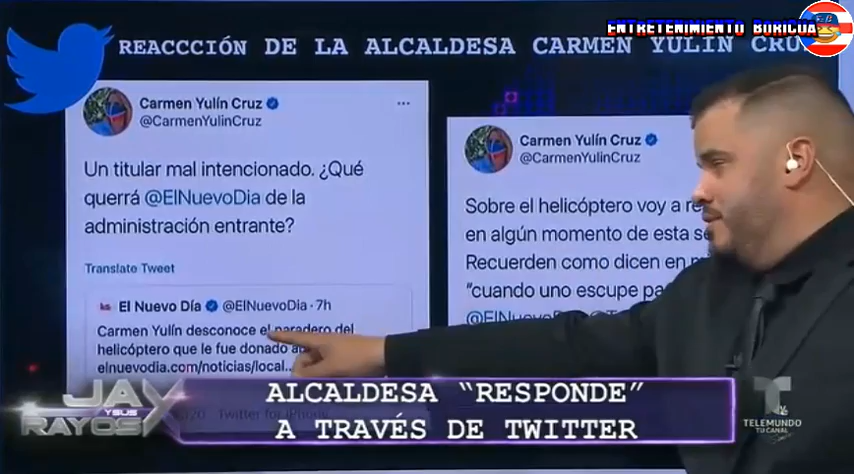 ENTRETENIMIENTO BORICUA
REACCCIÓN DE LA ALCALDESA CARMEN YULÍN
Carmen Yulín Cruz
@CarmenYulinCruz
Un titular mal intencionado. ¿Qué
querrá @ElNuevoDia de la
administración entrante?
Translate Tweet
El Nuevo Día @ElNuevoDia · 7h
Carmen Yulín desconoce el paradero del
helicóptero que le fue donado
elnuevodia.com/noticias/local...
Twitter for iPhone
Carmen Yulín Cruz
@CarmenYulinCruz
Sobre el helicóptero voy a
en algún momento de esta
Recuerden como dicen en
"cuando uno escupe
@ElNuevoDia
JAY
Y SUS
RAYOS X
ALCALDESA "RESPONDE"
A TRAVÉS DE TWITTER
TELEMUNDO
TU CANAL